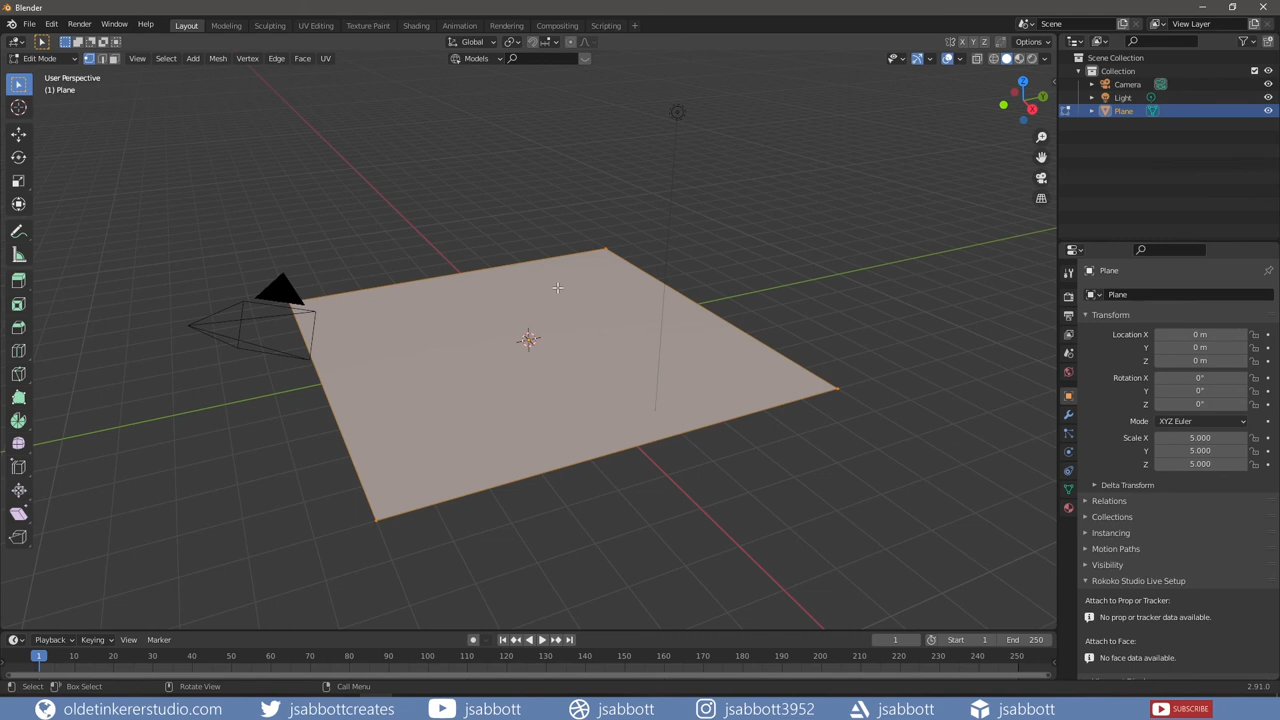 Blender
File Edit Render Window Help Layout Modeling Sculpting UV Editing Texture Paint Shading Animation Rendering Compositing Scripting + Scene View Layer
Global Options
Edit Mode View Select Add Mesh Vertex Edge Face UV Models
X Y Z
User Perspective
(1) Plane
Z
Y
X
Scene Collection
Collection
Camera
Light
Plane
Plane
Plane
Transform
Location X 0 m
Y 0 m
Z 0 m
Rotation X 0°
Y 0°
Z 0°
Mode XYZ Euler
Scale X 5.000
Y 5.000
Z 5.000
Delta Transform
Relations
Collections
Instancing
Motion Paths
Visibility
Rokoko Studio Live Setup
Attach to Prop or Tracker:
No prop or tracker data available.
Attach to Face:
No face data available.
Playback Keying View Marker 1 Start 1 End 250
1 10 20 30 40 50 60 70 80 90 100 110 120 130 140 150 160 170 180 190 200 210 220 230 240 250
Select Box Select Rotate View Call Menu 2.91.0
oldetinkererstudio.com jsabbottcreates jsabbott jsabbott jsabbott3952 jsabbott jsabbott SUBSCRIBE